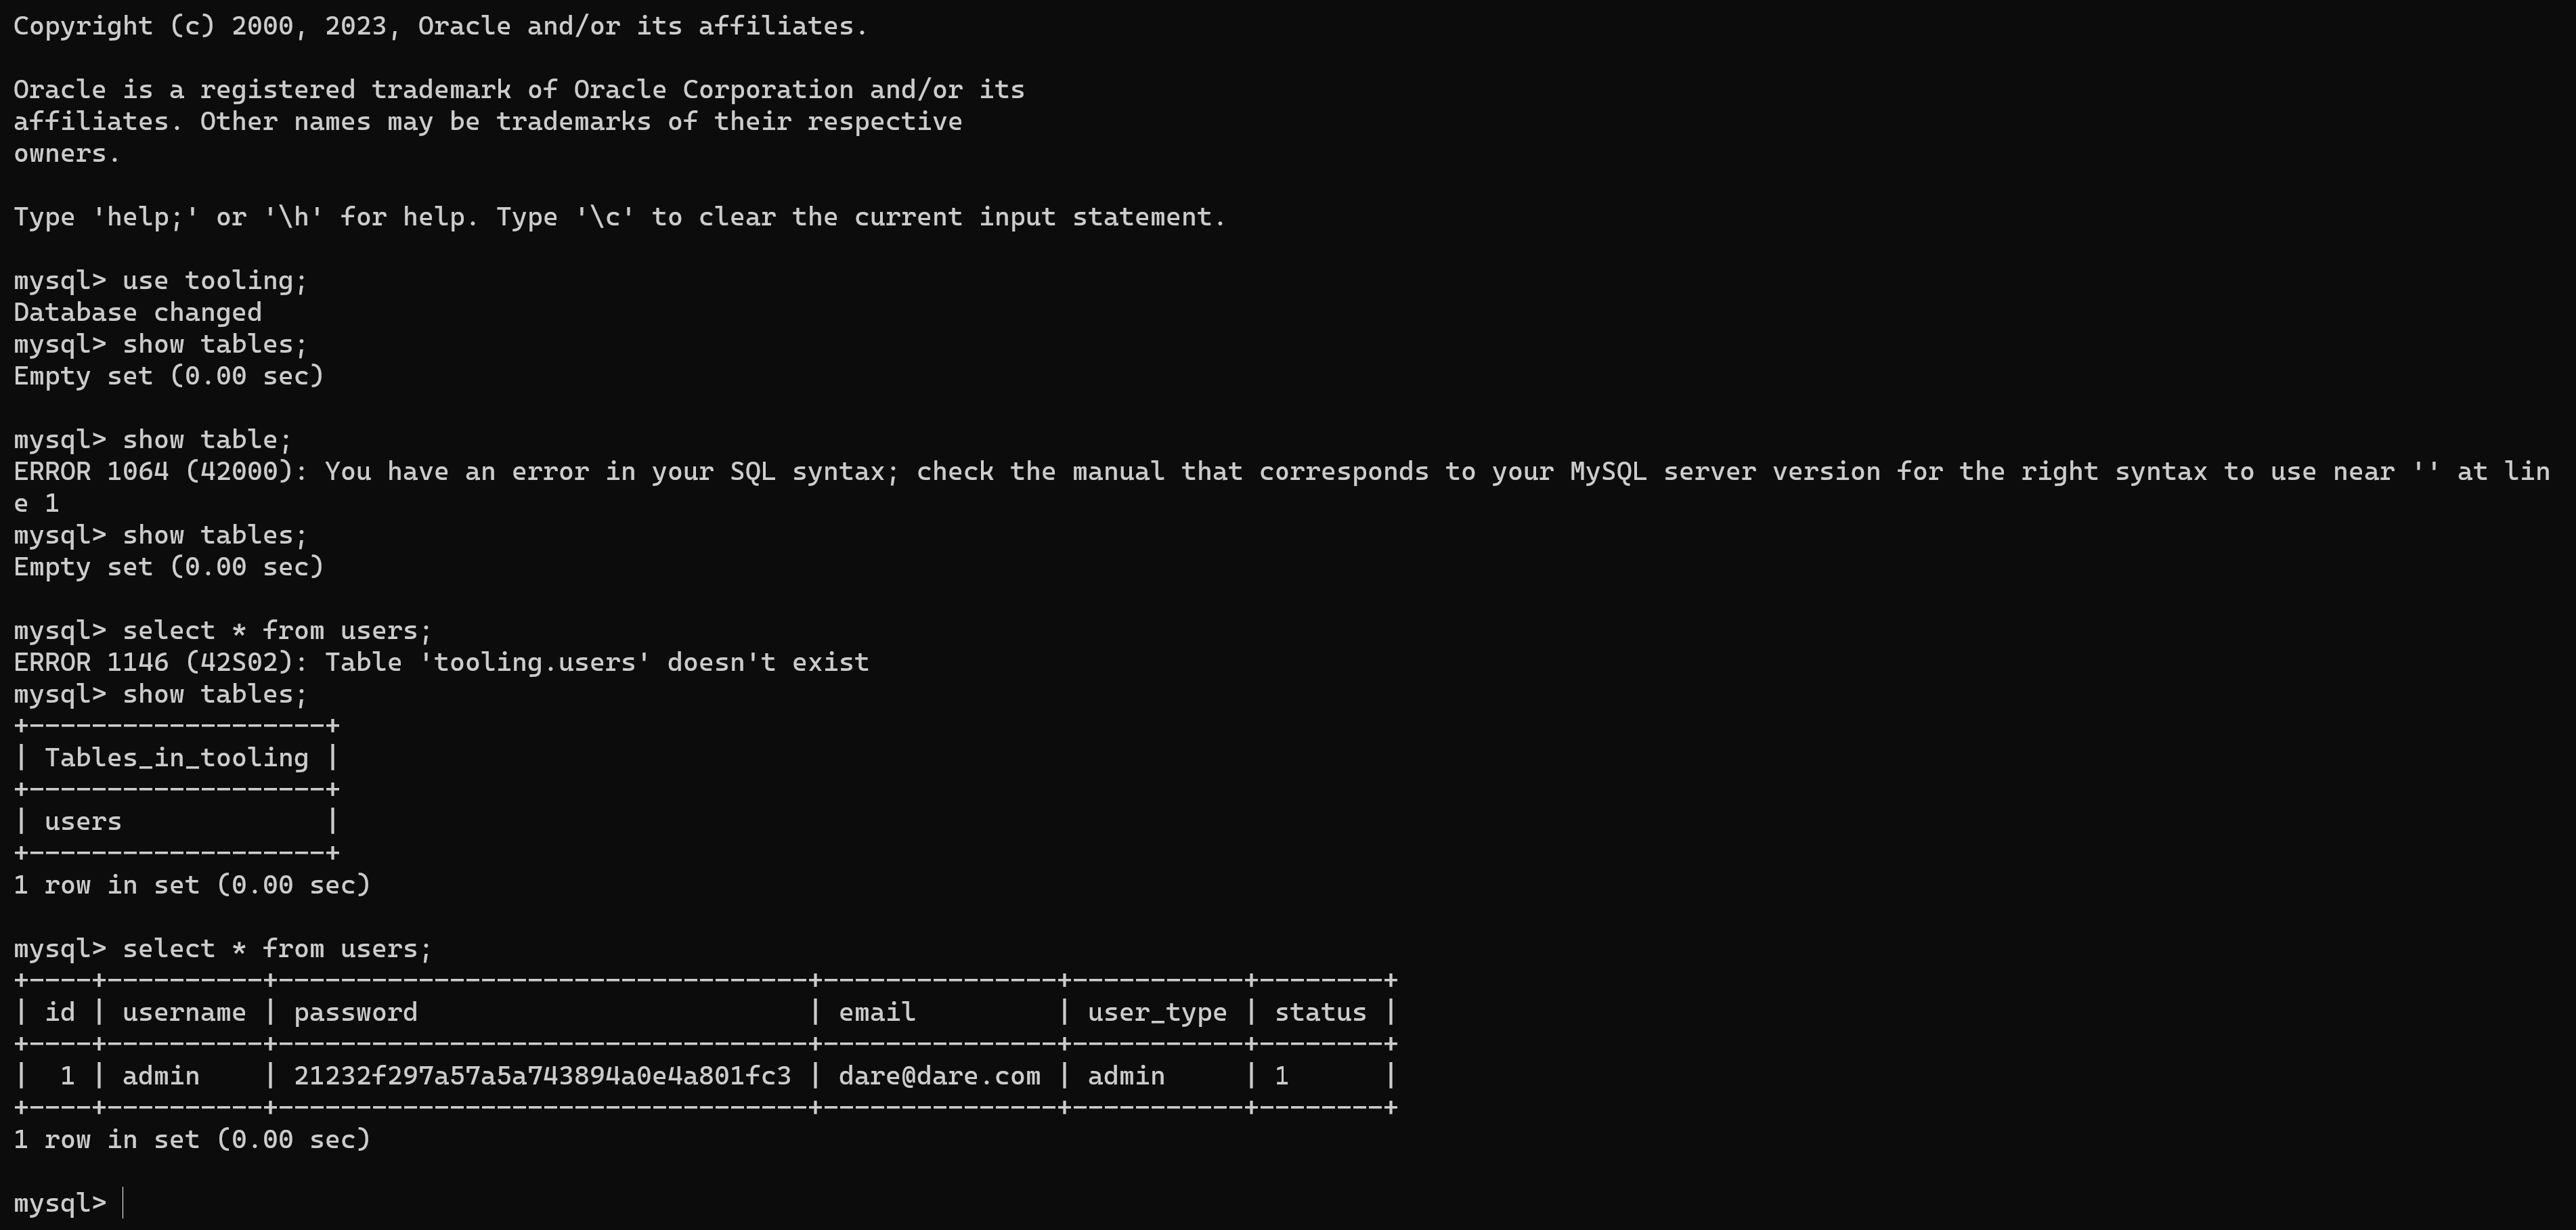 Copyright (c) 2000, 2023, Oracle and/or its affiliates.

Oracle is a registered trademark of Oracle Corporation and/or its
affiliates. Other names may be trademarks of their respective
owners.

Type 'help;' or '\h' for help. Type '\c' to clear the current input statement.

mysql> use tooling;
Database changed
mysql> show tables;
Empty set (0.00 sec)

mysql> show table;
ERROR 1064 (42000): You have an error in your SQL syntax; check the manual that corresponds to your MySQL server version for the right syntax to use near '' at lin
e 1
mysql> show tables;
Empty set (0.00 sec)

mysql> select * from users;
ERROR 1146 (42S02): Table 'tooling.users' doesn't exist
mysql> show tables;
+-------------------+
| Tables_in_tooling |
+-------------------+
| users             |
+-------------------+
1 row in set (0.00 sec)

mysql> select * from users;
+----+----------+----------------------------------+---------------+-----------+--------+
| id | username | password                         | email         | user_type | status |
+----+----------+----------------------------------+---------------+-----------+--------+
|  1 | admin    | 21232f297a57a5a743894a0e4a801fc3 | dare@dare.com | admin     | 1      |
+----+----------+----------------------------------+---------------+-----------+--------+
1 row in set (0.00 sec)

mysql>